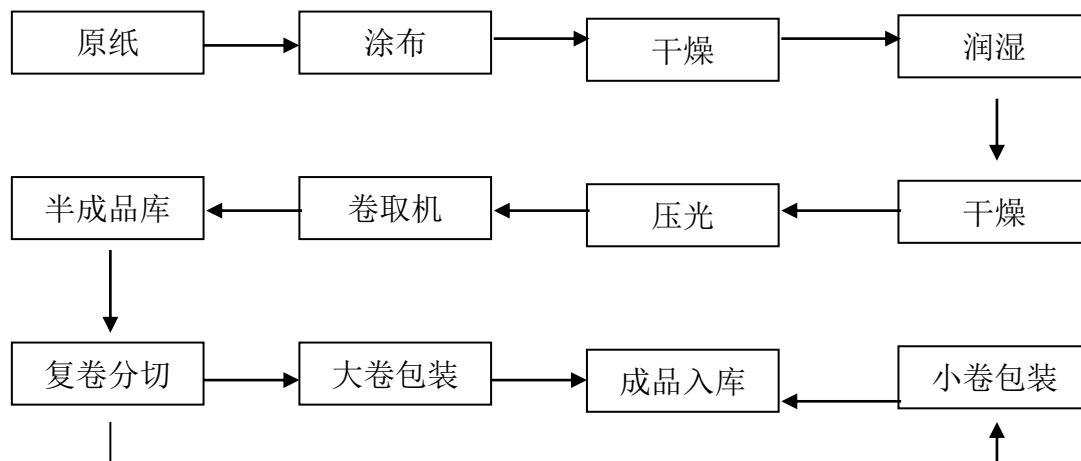 原纸
涂布
干燥
润湿
半成品库
卷取机
压光
干燥
复卷分切
大卷包装
成品入库
小卷包装